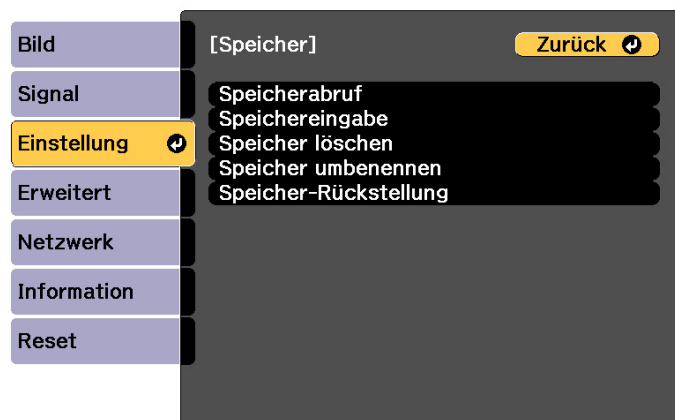 Bild
Signal
Einstellung
Erweitert
Netzwerk
Information
Reset
[Speicher]
Zurück
Speicherabruf
Speichereingabe
Speicher löschen
Speicher umbenennen
Speicher-Rückstellung